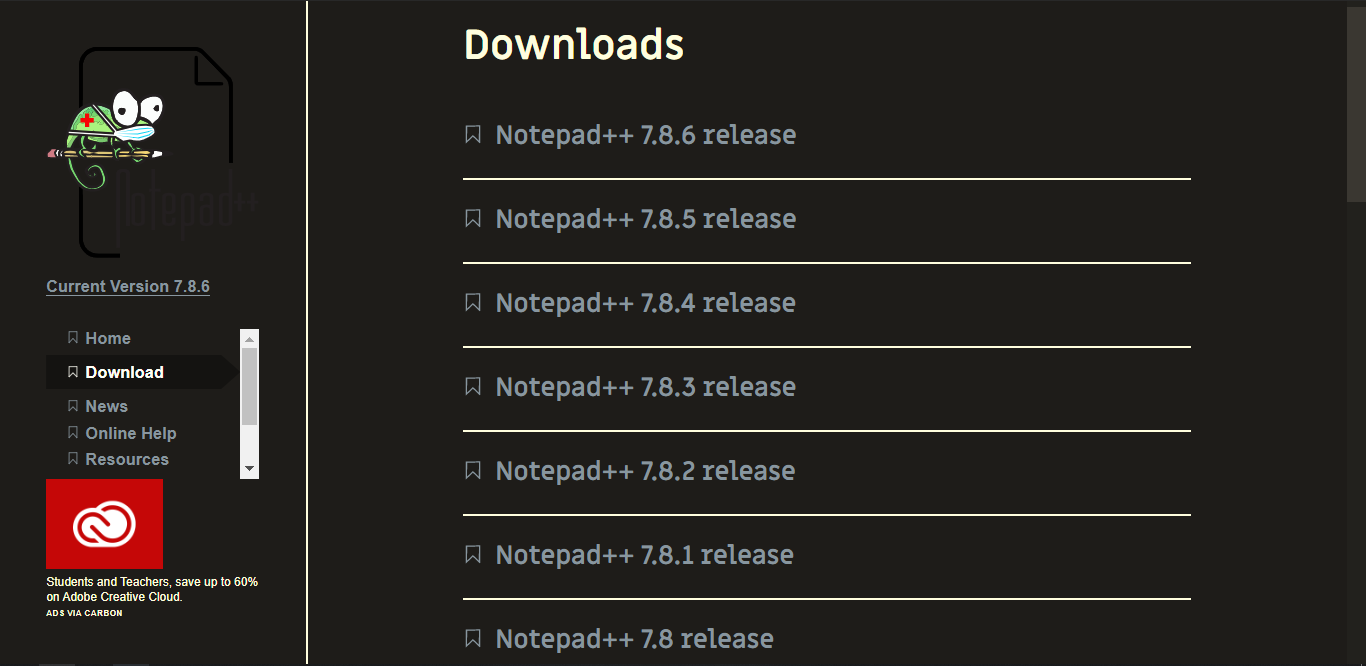 Notepad++
Current Version 7.8.6
Home
Download
News
Online Help
Resources
Students and Teachers, save up to 60%
on Adobe Creative Cloud.
ADS VIA CARBON
Downloads
Notepad++ 7.8.6 release
Notepad++ 7.8.5 release
Notepad++ 7.8.4 release
Notepad++ 7.8.3 release
Notepad++ 7.8.2 release
Notepad++ 7.8.1 release
Notepad++ 7.8 release